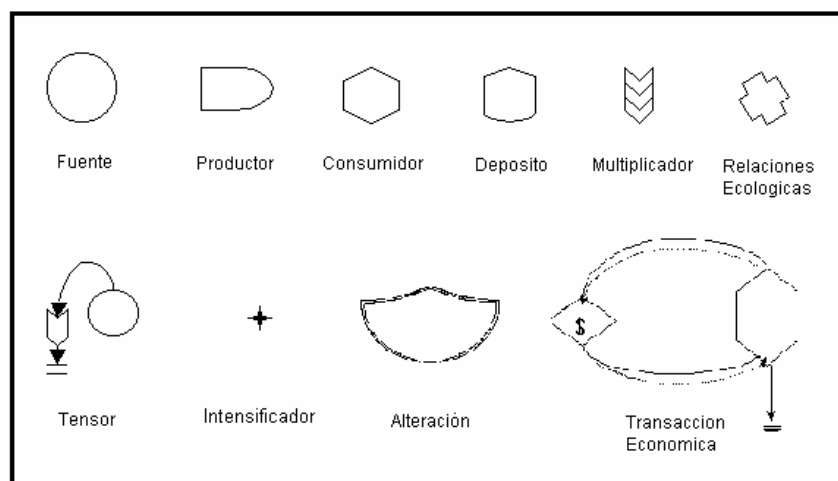 Fuente
Productor
Consumidor
Deposito
Multiplicador
Relaciones
Ecologicas
$
Tensor
Intensificador
Alteración
Transaccion
Economica